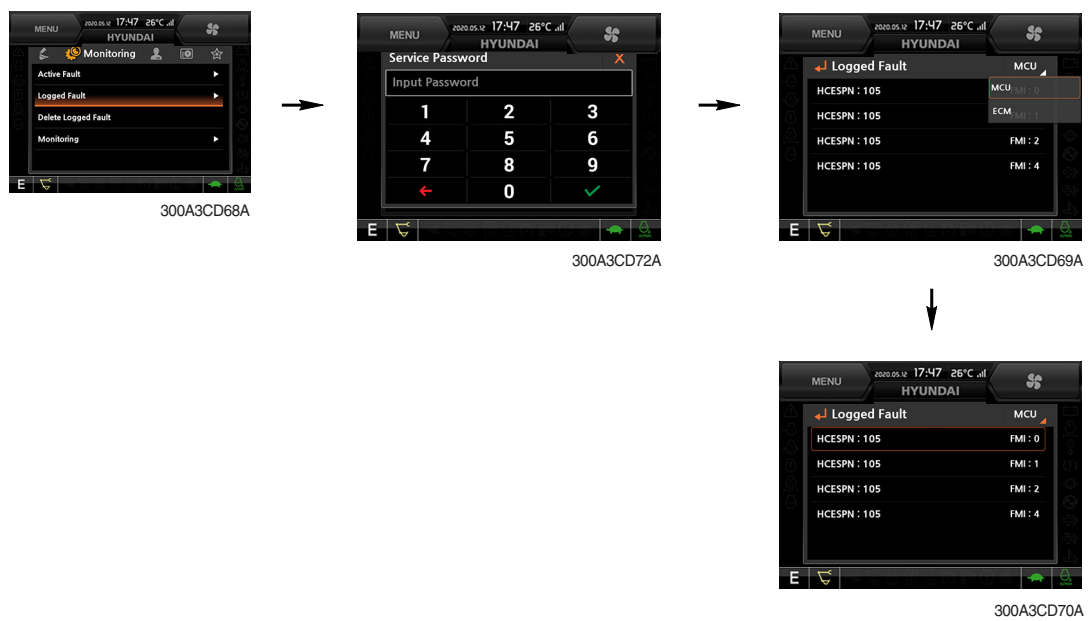 MENU
2020.05.12 17:47 26°C
HYUNDAI
Monitoring
Active Fault
Logged Fault
Delete Logged Fault
Monitoring
E
300A3CD68A
MENU
2020.05.12 17:47 26°C
HYUNDAI
Service Password X
Input Password
1 2 3
4 5 6
7 8 9
0
E
300A3CD72A
MENU
2020.05.12 17:47 26°C
HYUNDAI
Logged Fault MCU
HCESPN : 105 FMI : 0
MCU
HCESPN : 105 FMI : 1
ECM
HCESPN : 105 FMI : 2
HCESPN : 105 FMI : 4
E
300A3CD69A
MENU
2020.05.12 17:47 26°C
HYUNDAI
Logged Fault MCU
HCESPN : 105 FMI : 0
HCESPN : 105 FMI : 1
HCESPN : 105 FMI : 2
HCESPN : 105 FMI : 4
E
300A3CD70A